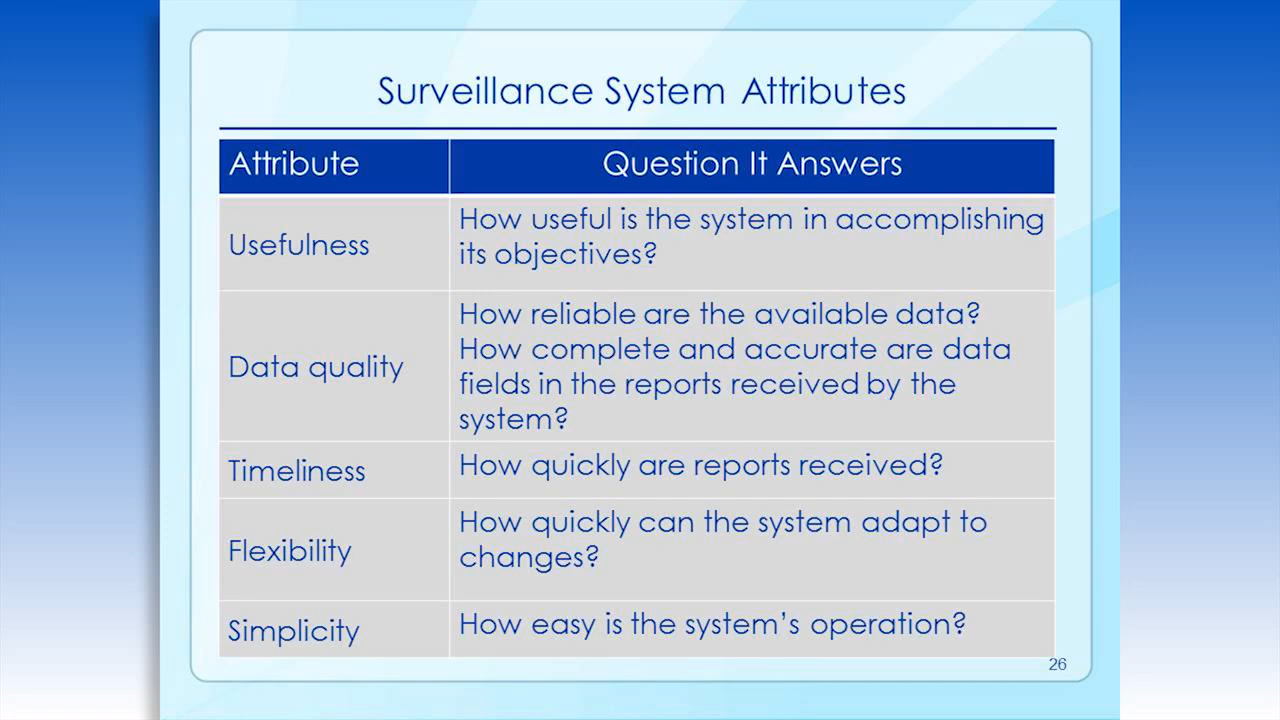 Surveillance System Attributes
Attribute
Question It Answers
Usefulness
How useful is the system in accomplishing
its objectives?
Data quality
How reliable are the available data?
How complete and accurate are data
fields in the reports received by the
system?
Timeliness
How quickly are reports received?
Flexibility
How quickly can the system adapt to
changes?
Simplicity
How easy is the system’s operation?
26